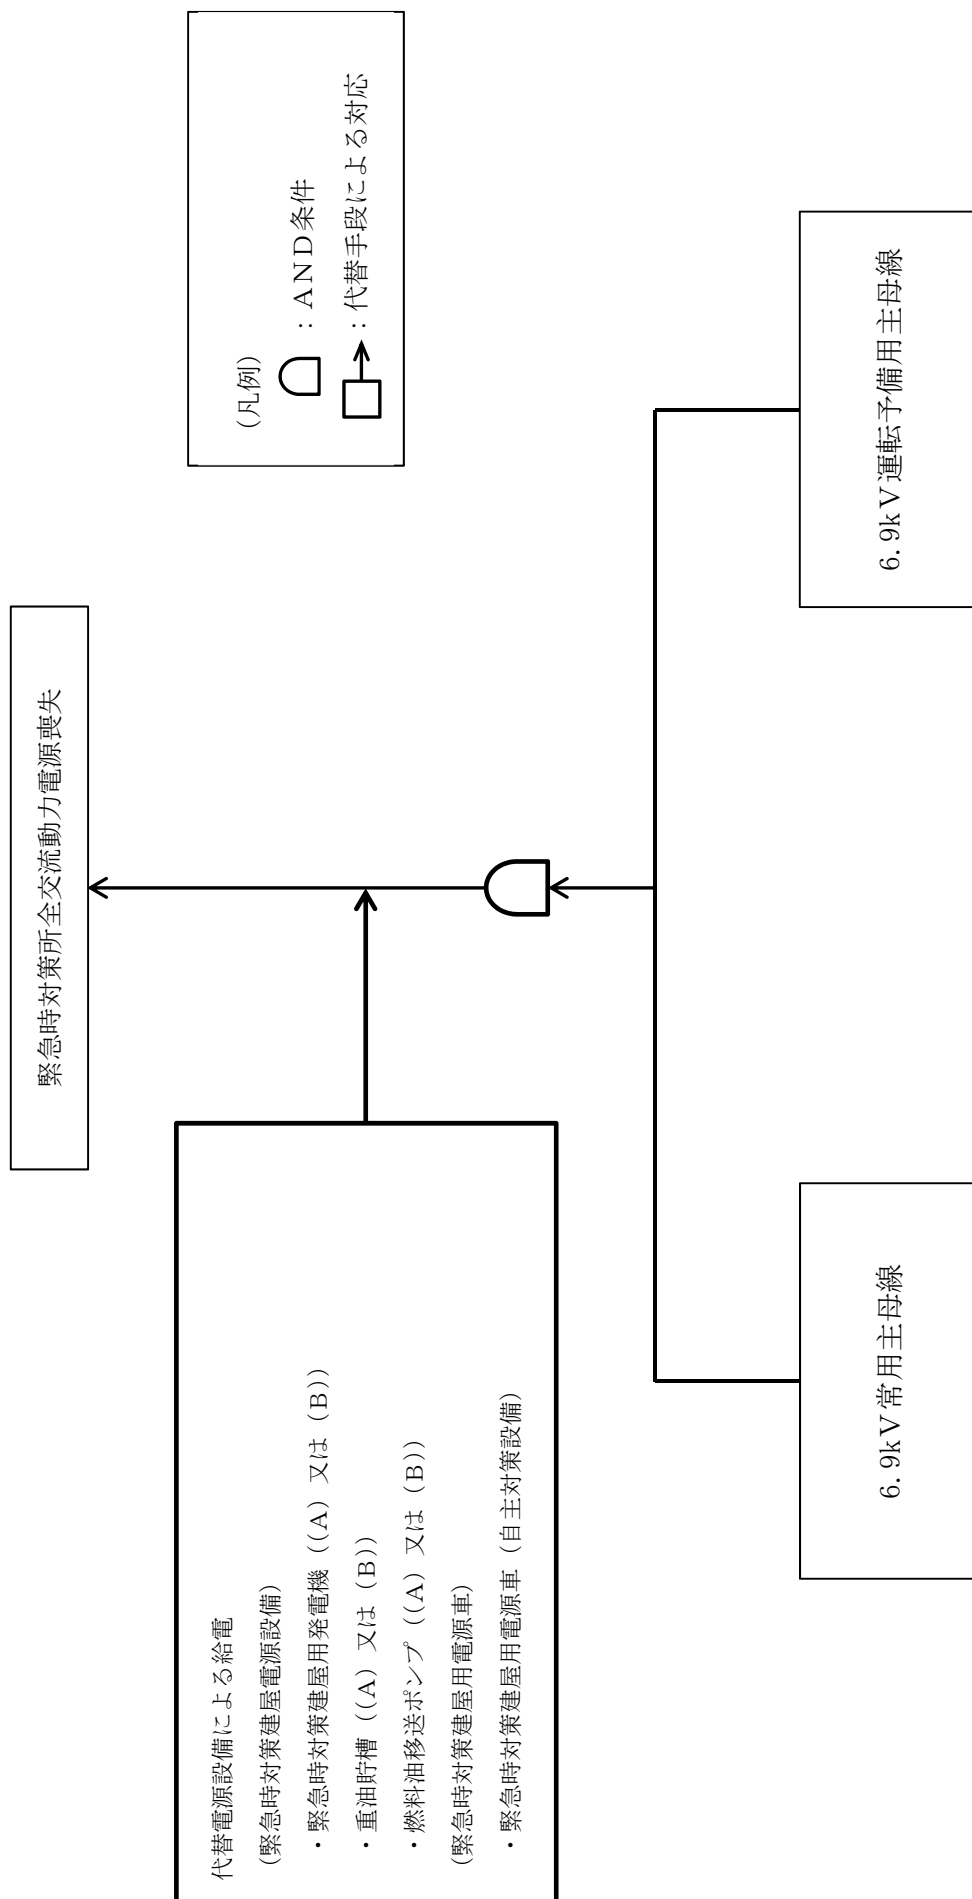 緊急時対策所全交流動力電源喪失
代替電源設備による給電
(緊急時対策建屋電源設備)
・緊急時対策建屋用発電機((A)又は(B))
・重油貯槽((A)又は(B))
・燃料油移送ポンプ((A)又は(B))
(緊急時対策建屋用電源車)
・緊急時対策建屋用電源車(自主対策設備)
(凡例)
:AND条件
:代替手段による対応
6.9kV常用主母線
6.9kV運転予備用主母線